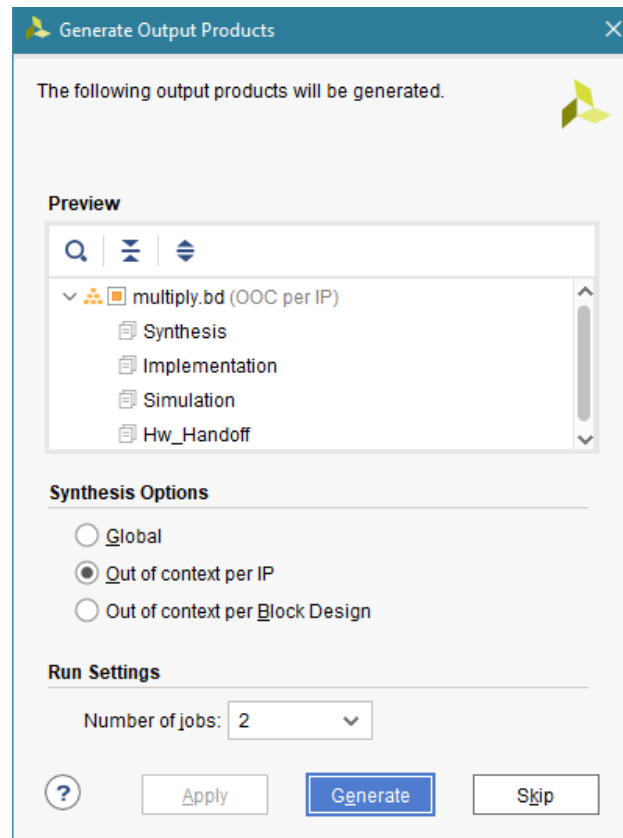 Generate Output Products
The following output products will be generated.
Preview
multiply.bd (OOC per IP)
Synthesis
Implementation
Simulation
Hw_Handoff
Synthesis Options
Global
Out of context per IP
Out of context per Block Design
Run Settings
Number of jobs: 2
? Apply Generate Skip